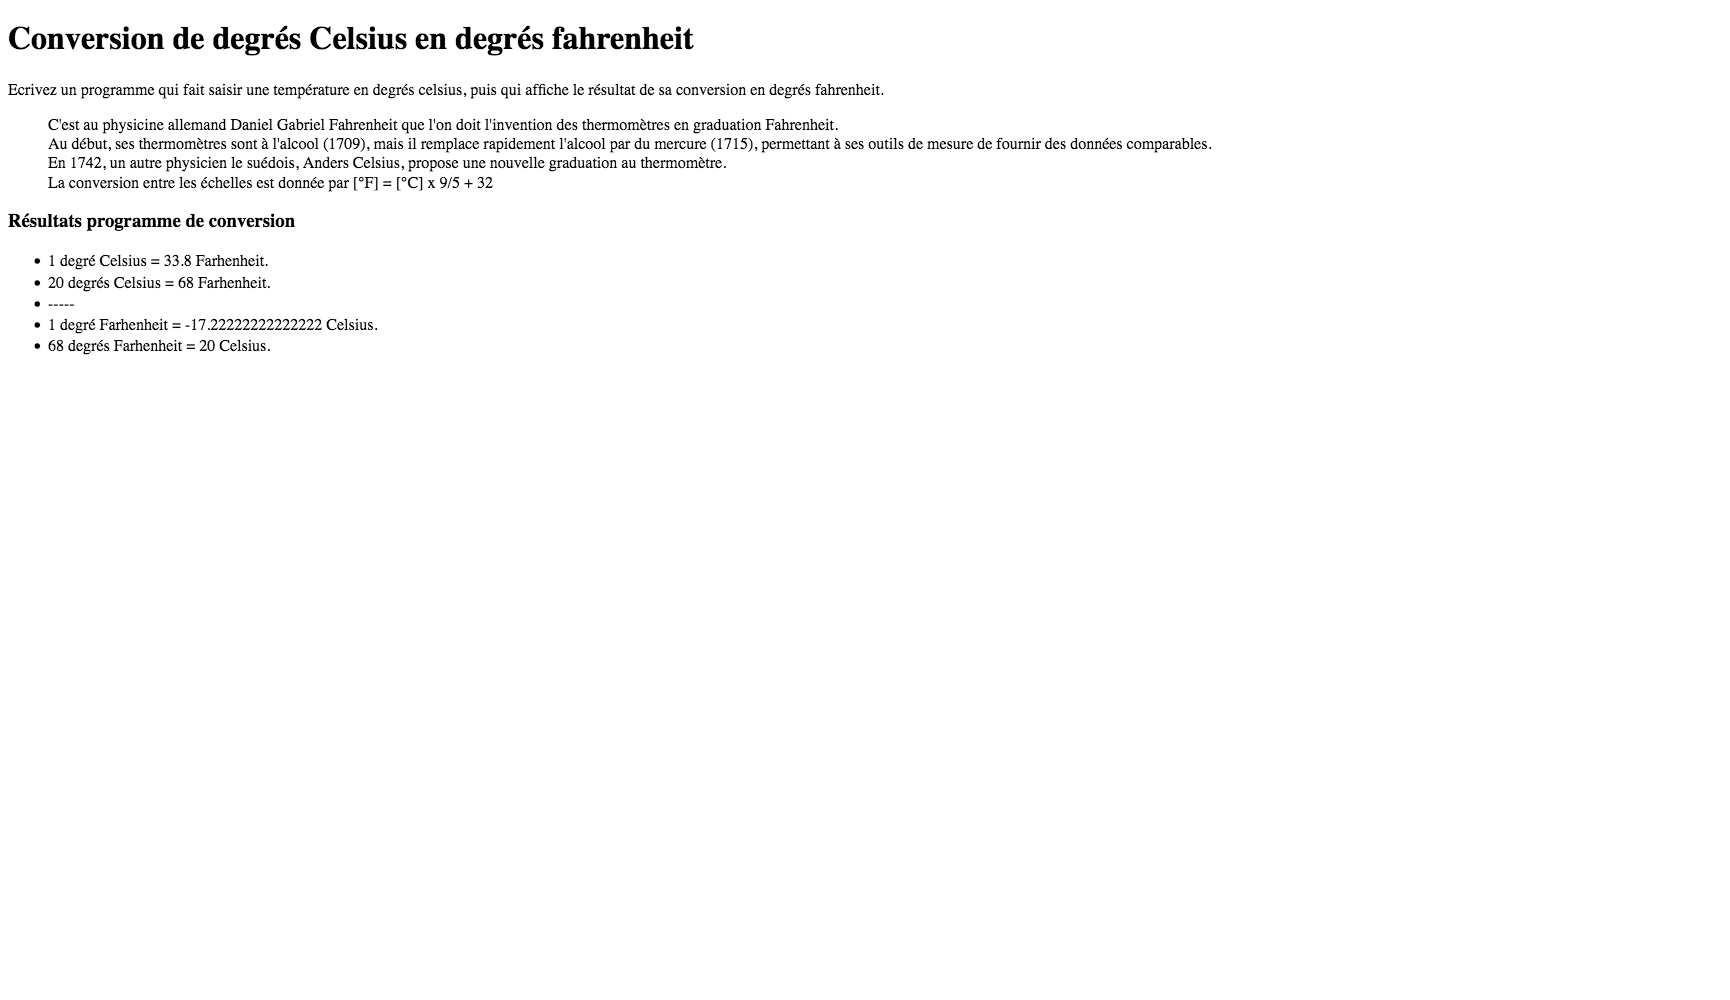 Conversion de degrés Celsius en degrés fahrenheit
Ecrivez un programme qui fait saisir une température en degrés celsius, puis qui affiche le résultat de sa conversion en degrés fahrenheit.
C'est au physicine allemand Daniel Gabriel Fahrenheit que l'on doit l'invention des thermomètres en graduation Fahrenheit.
Au début, ses thermomètres sont à l'alcool (1709), mais il remplace rapidement l'alcool par du mercure (1715), permettant à ses outils de mesure de fournir des données comparables.
En 1742, un autre physicien le suédois, Anders Celsius, propose une nouvelle graduation au thermomètre.
La conversion entre les échelles est donnée par [°F] = [°C] x 9/5 + 32
Résultats programme de conversion
• 1 degré Celsius = 33.8 Farhenheit.
• 20 degrés Celsius = 68 Farhenheit.
• -----
• 1 degré Farhenheit = -17.22222222222222 Celsius.
• 68 degrés Farhenheit = 20 Celsius.